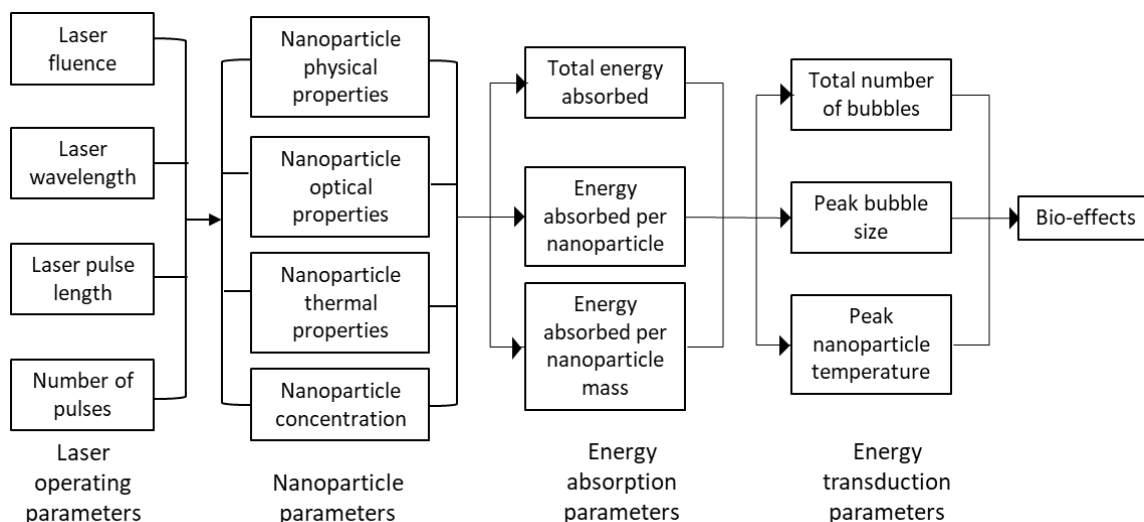 Laser
fluence
Laser
wavelength
Laser pulse
length
Number of
pulses
Laser
operating
parameters
Nanoparticle
physical
properties
Nanoparticle
optical
properties
Nanoparticle
thermal
properties
Nanoparticle
concentration
Nanoparticle
parameters
Total energy
absorbed
Energy
absorbed per
nanoparticle
Energy
absorbed per
nanoparticle
mass
Energy
absorption
parameters
Total number
of bubbles
Peak bubble
size
Peak
nanoparticle
temperature
Energy
transduction
parameters
Bio-effects